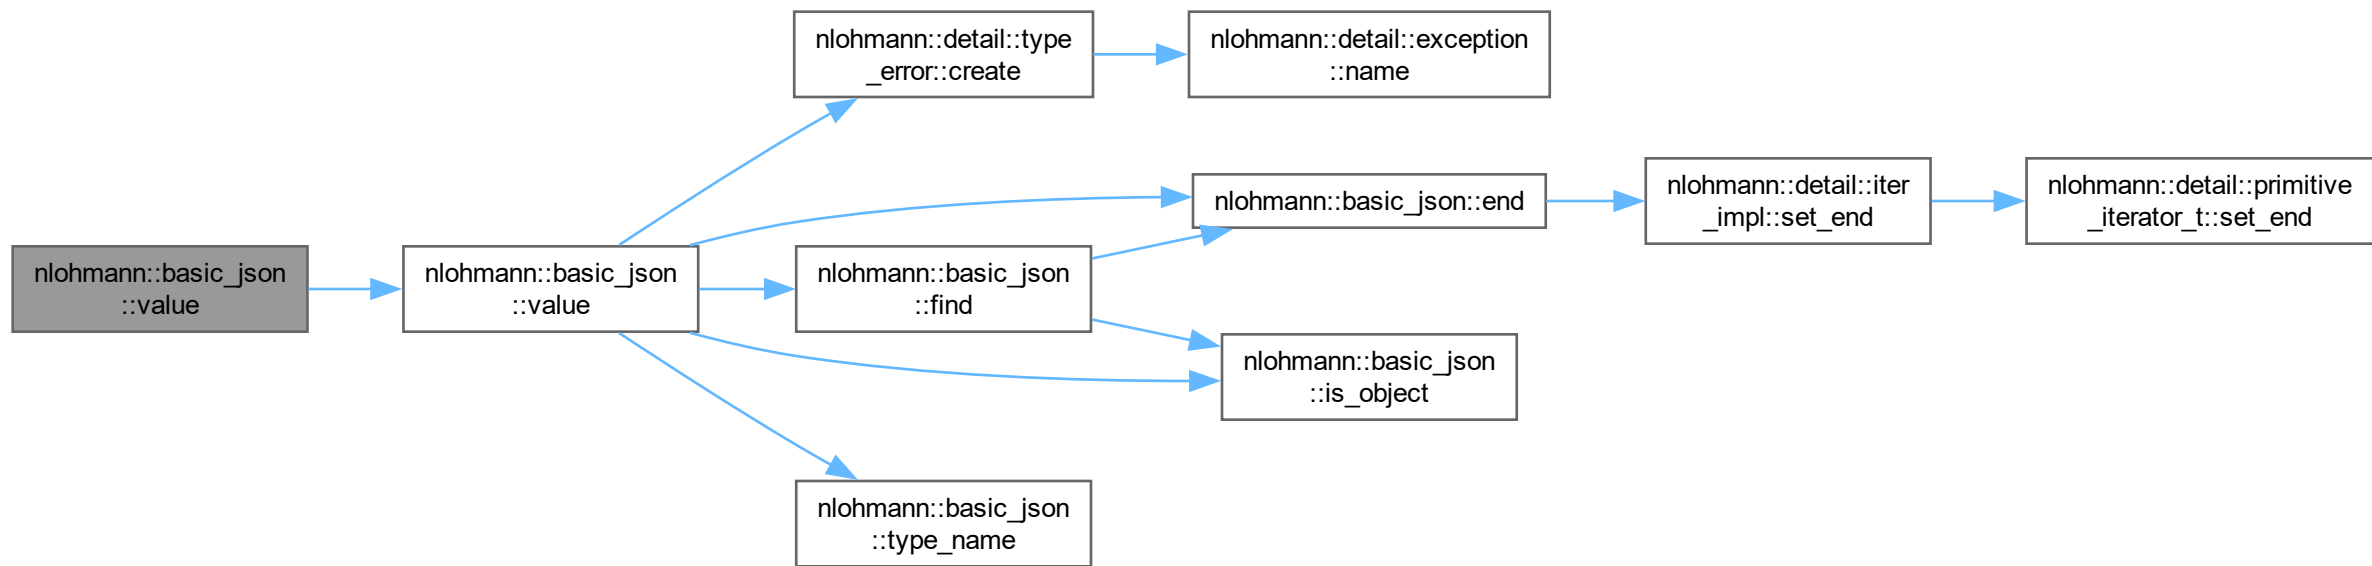 nlohmann::detail::type
_error::create
nlohmann::detail::exception
::name
nlohmann::basic_json::end
nlohmann::detail::iter
_impl::set_end
nlohmann::detail::primitive
_iterator_t::set_end
nlohmann::basic_json
::value
nlohmann::basic_json
::value
nlohmann::basic_json
::find
nlohmann::basic_json
::is_object
nlohmann::basic_json
::type_name